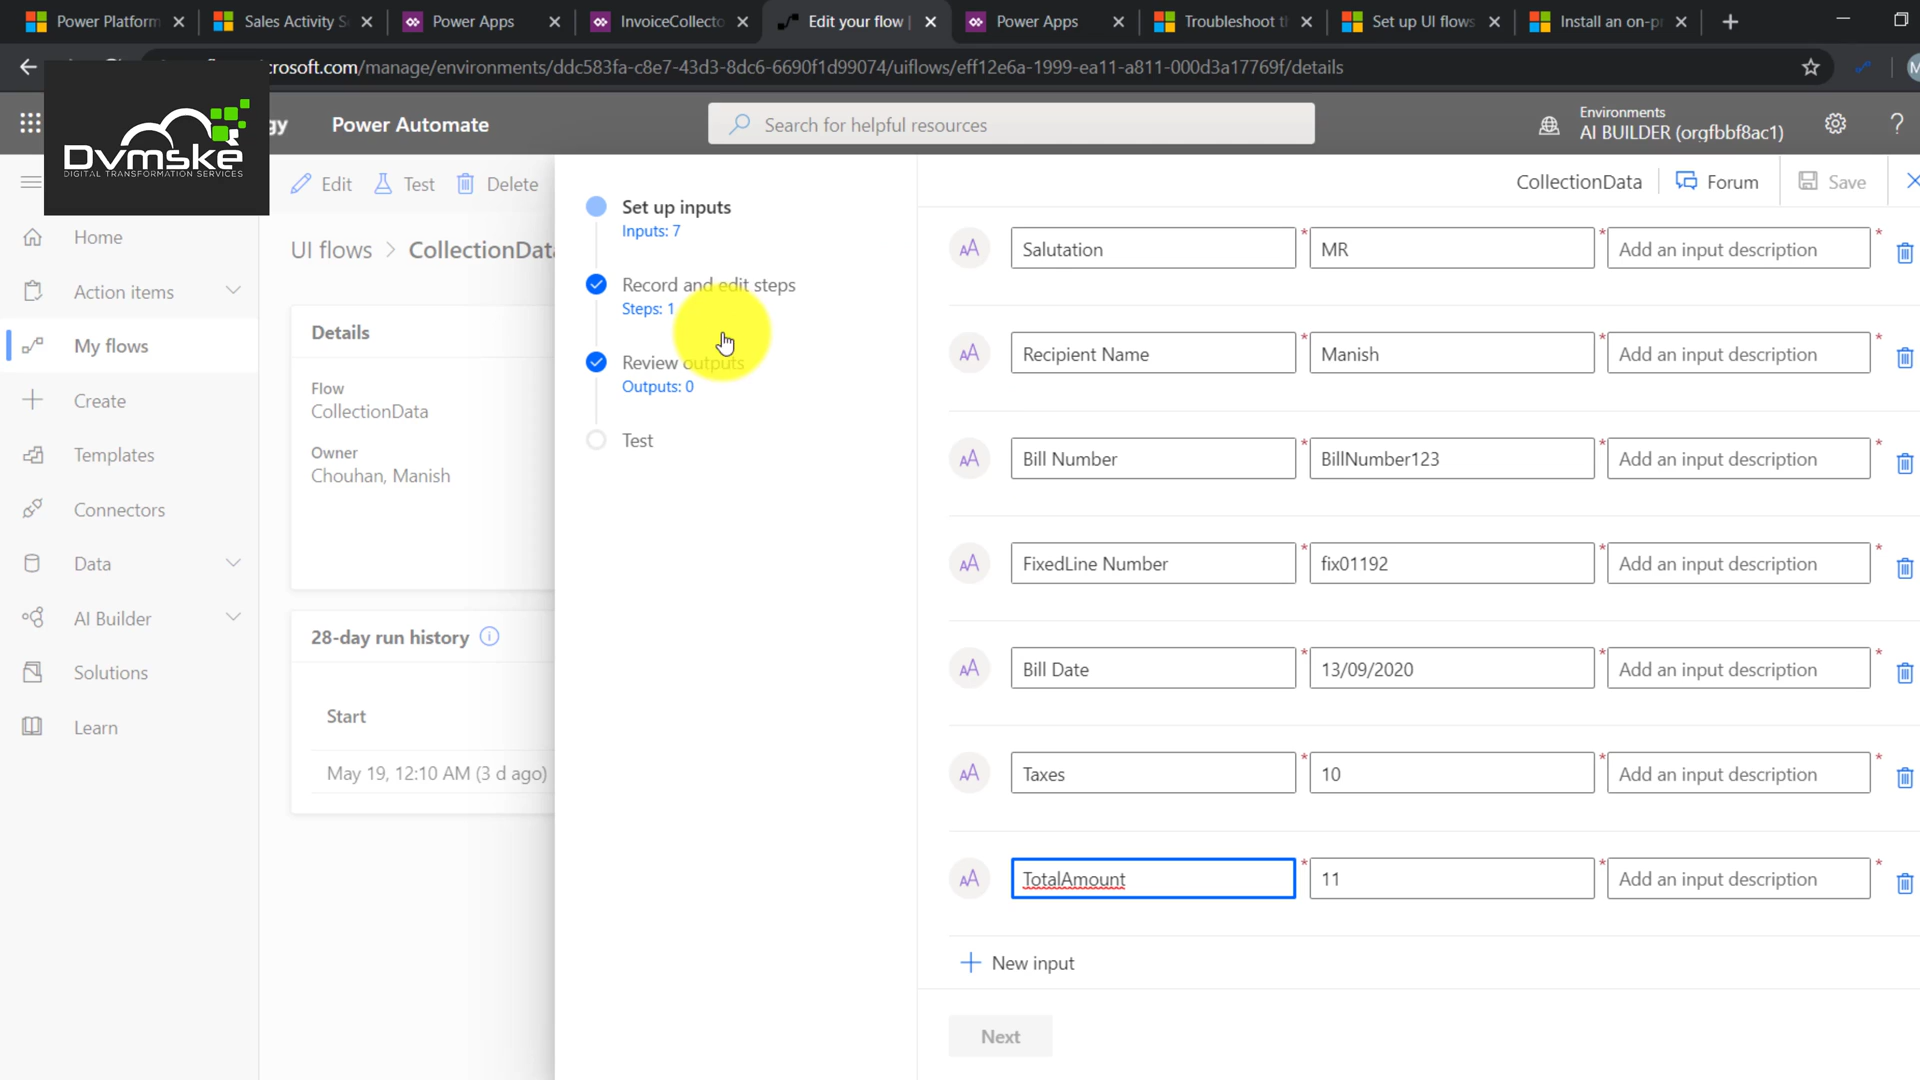 Power Platform
Sales Activity S
Power Apps
InvoiceCollecto
Edit your flow |
Power Apps
Troubleshoot t
Set up UI flows
Install an on-p
crosoft.com/manage/environments/ddc583fa-c8e7-43d3-8dc6-6690f1d99074/uiflows/eff12e6a-1999-ea11-a811-000d3a17769f/details
Dvmske
DIGITAL TRANSFORMATION SERVICES
gy
Power Automate
Search for helpful resources
Environments
AI BUILDER (orgfbbf8ac1)
?
Edit
Test
Delete
UI flows > CollectionData
Home
Action items
My flows
Create
Templates
Connectors
Data
AI Builder
Solutions
Learn
Details
Flow
CollectionData
Owner
Chouhan, Manish
28-day run history
Start
May 19, 12:10 AM (3 d ago)
Set up inputs
Inputs: 7
Record and edit steps
Steps: 1
Review outputs
Outputs: 0
Test
CollectionData
Forum
Save
Salutation * MR * Add an input description *
Recipient Name * Manish * Add an input description *
Bill Number * BillNumber123 * Add an input description *
FixedLine Number * fix01192 * Add an input description *
Bill Date * 13/09/2020 * Add an input description *
Taxes * 10 * Add an input description *
TotalAmount * 11 * Add an input description *
New input
Next